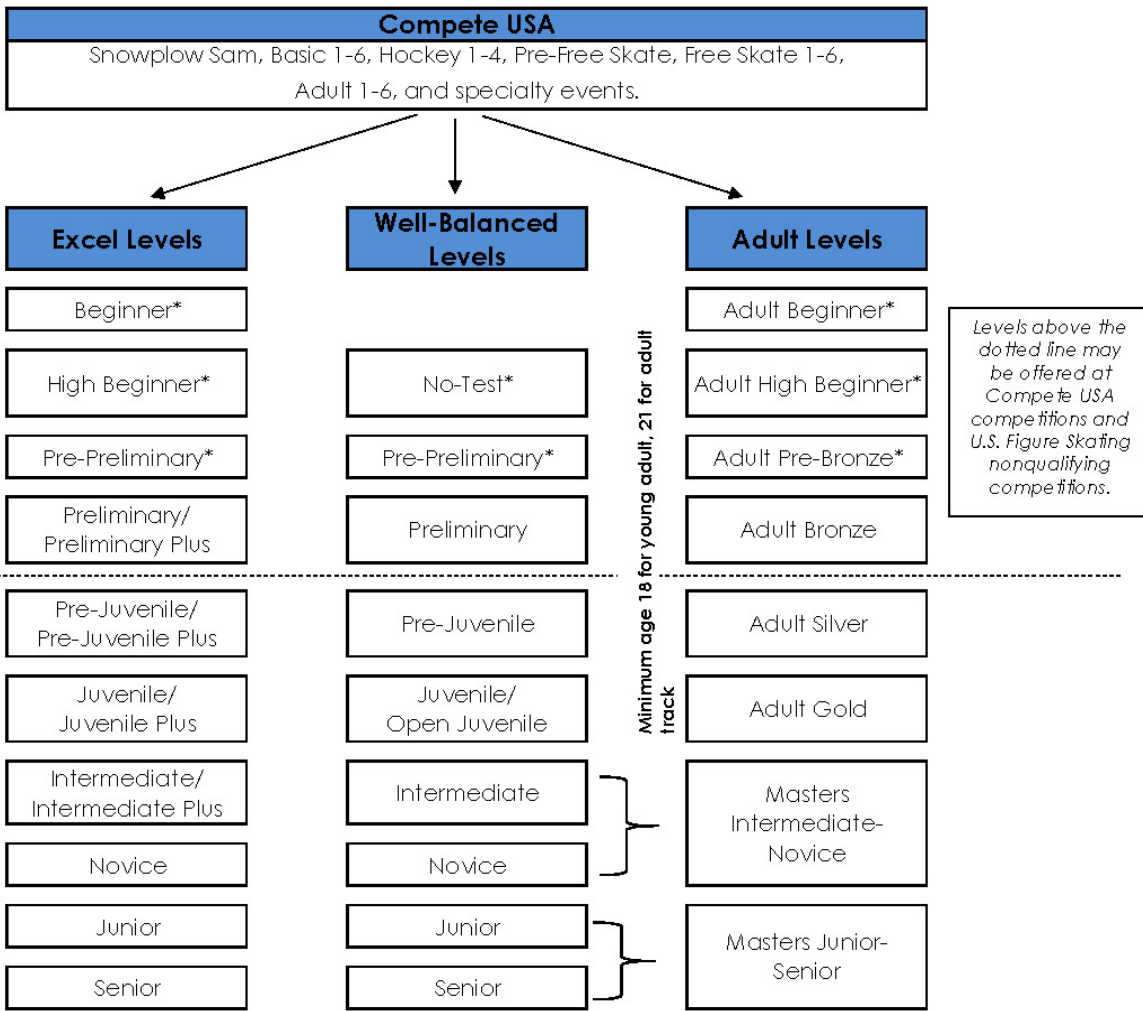 Compete USA
Snowplow Sam, Basic 1-6, Hockey 1-4, Pre-Free Skate, Free Skate 1-6,
Adult 1-6, and specialty events.
Excel Levels
Beginner*
High Beginner*
Pre-Preliminary*
Preliminary/
Preliminary Plus
Pre-Juvenile/
Pre-Juvenile Plus
Juvenile/
Juvenile Plus
Intermediate/
Intermediate Plus
Novice
Junior
Senior
Well-Balanced
Levels
No-Test*
Pre-Preliminary*
Preliminary
Pre-Juvenile
Juvenile/
Open Juvenile
Intermediate
Novice
Junior
Senior
Minimum age 18 for young adult, 21 for adult
track
Adult Levels
Adult Beginner*
Adult High Beginner*
Adult Pre-Bronze*
Adult Bronze
Adult Silver
Adult Gold
Masters
Intermediate-
Novice
Masters Junior-
Senior
Levels above the
dotted line may
be offered at
Compete USA
competitions and
U.S. Figure Skating
nonqualifying
competitions.